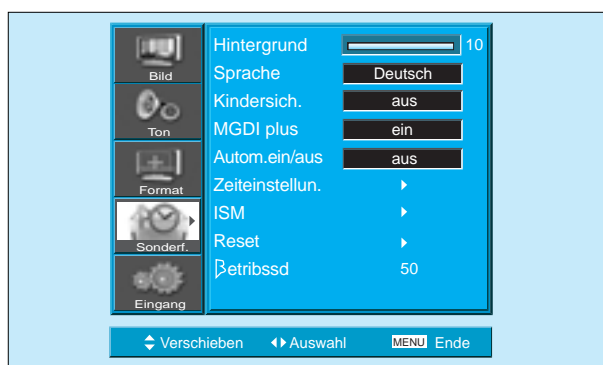 Bild
Ton
Format
Sonderf.
Eingang
Hintergrund 10
Sprache Deutsch
Kindersich. aus
MGDI plus ein
Autom.ein/aus aus
Zeiteinstellun.
ISM
Reset
βetribssd 50
Verschieben Auswahl MENU Ende